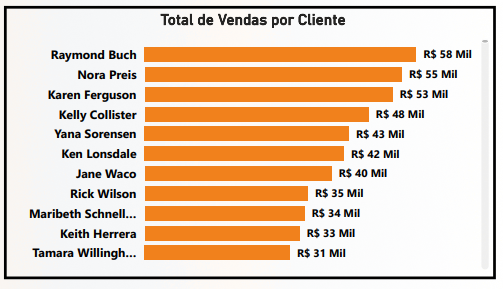 Total de Vendas por Cliente
Raymond Buch R$ 58 Mil
Nora Preis R$ 55 Mil
Karen Ferguson R$ 53 Mil
Kelly Collister R$ 48 Mil
Yana Sorensen R$ 43 Mil
Ken Lonsdale R$ 42 Mil
Jane Waco R$ 40 Mil
Rick Wilson R$ 35 Mil
Maribeth Schnell... R$ 34 Mil
Keith Herrera R$ 33 Mil
Tamara Willingh... R$ 31 Mil